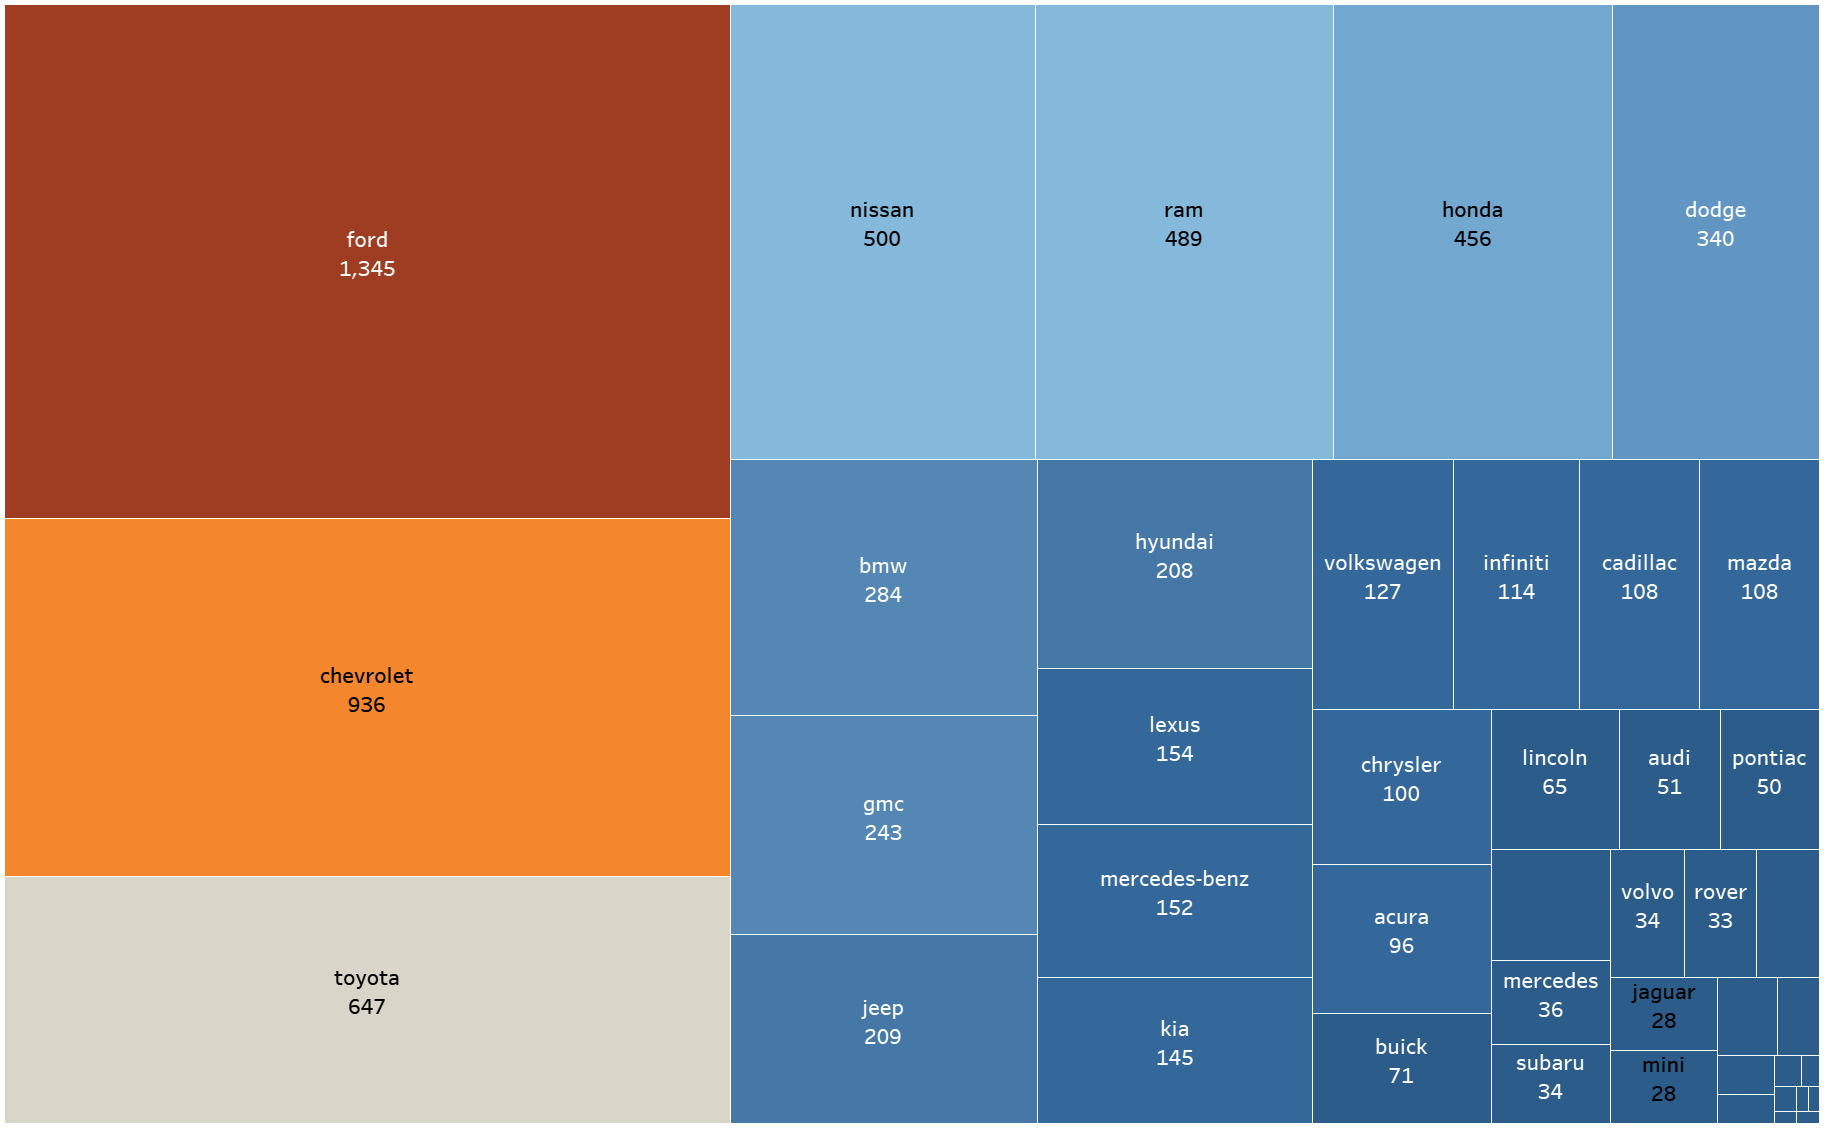 ford
1,345
chevrolet
936
toyota
647
nissan
500
ram
489
honda
456
dodge
340
bmw
284
gmc
243
jeep
209
hyundai
208
lexus
154
mercedes-benz
152
kia
145
volkswagen
127
infiniti
114
cadillac
108
mazda
108
chrysler
100
acura
96
buick
71
lincoln
65
audi
51
pontiac
50
mercedes
36
subaru
34
volvo
34
rover
33
jaguar
28
mini
28